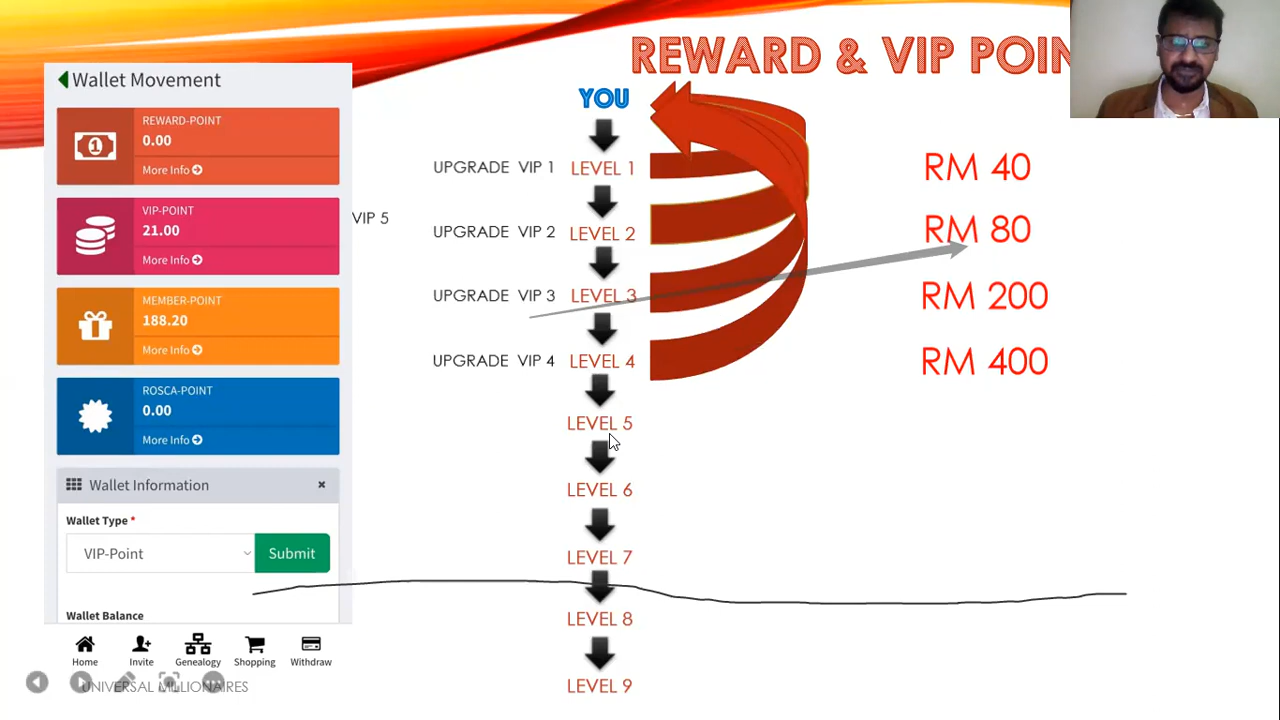 REWARD & VIP POIN
Wallet Movement
REWARD-POINT
0.00
More Info
VIP-POINT
21.00
More Info
MEMBER-POINT
188.20
More Info
ROSCA-POINT
0.00
More Info
Wallet Information
×
Wallet Type *
VIP-Point
Submit
Wallet Balance
Home
Invite
Genealogy
Shopping
Withdraw
UNIVERSAL MILLIONAIRES
VIP 5
YOU
UPGRADE VIP 1 LEVEL 1 RM 40
UPGRADE VIP 2 LEVEL 2 RM 80
UPGRADE VIP 3 LEVEL 3 RM 200
UPGRADE VIP 4 LEVEL 4 RM 400
LEVEL 5
LEVEL 6
LEVEL 7
LEVEL 8
LEVEL 9